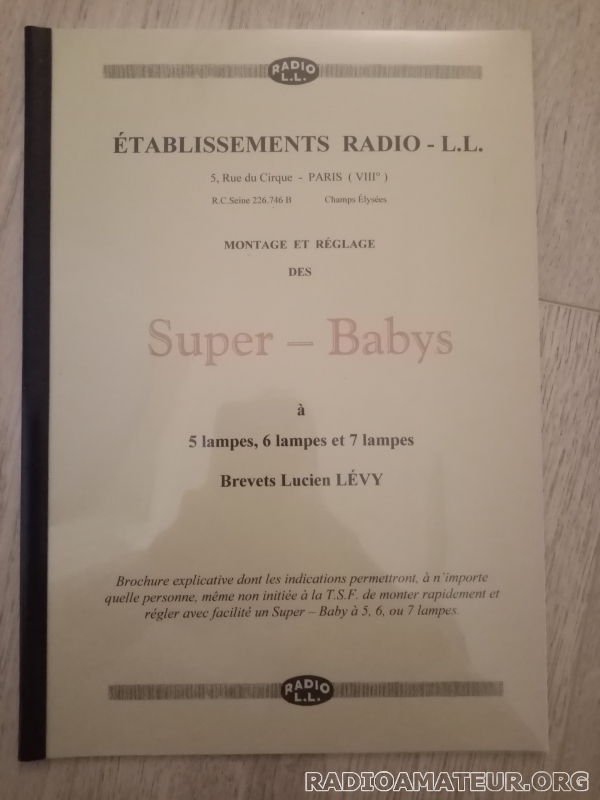 RADIO
L.L.
ÉTABLISSEMENTS RADIO - L.L.
5, Rue du Cirque - PARIS ( VIII° )
R.C.Seine 226.746 B Champs Élysées
MONTAGE ET RÉGLAGE
DES
Super – Babys
à
5 lampes, 6 lampes et 7 lampes
Brevets Lucien LÉVY
Brochure explicative dont les indications permettront, à n'importe
quelle personne, même non initiée à la T.S.F. de monter rapidement et
régler avec facilité un Super – Baby à 5, 6, ou 7 lampes.
RADIO
L.L.
RADIOAMATEUR.ORG